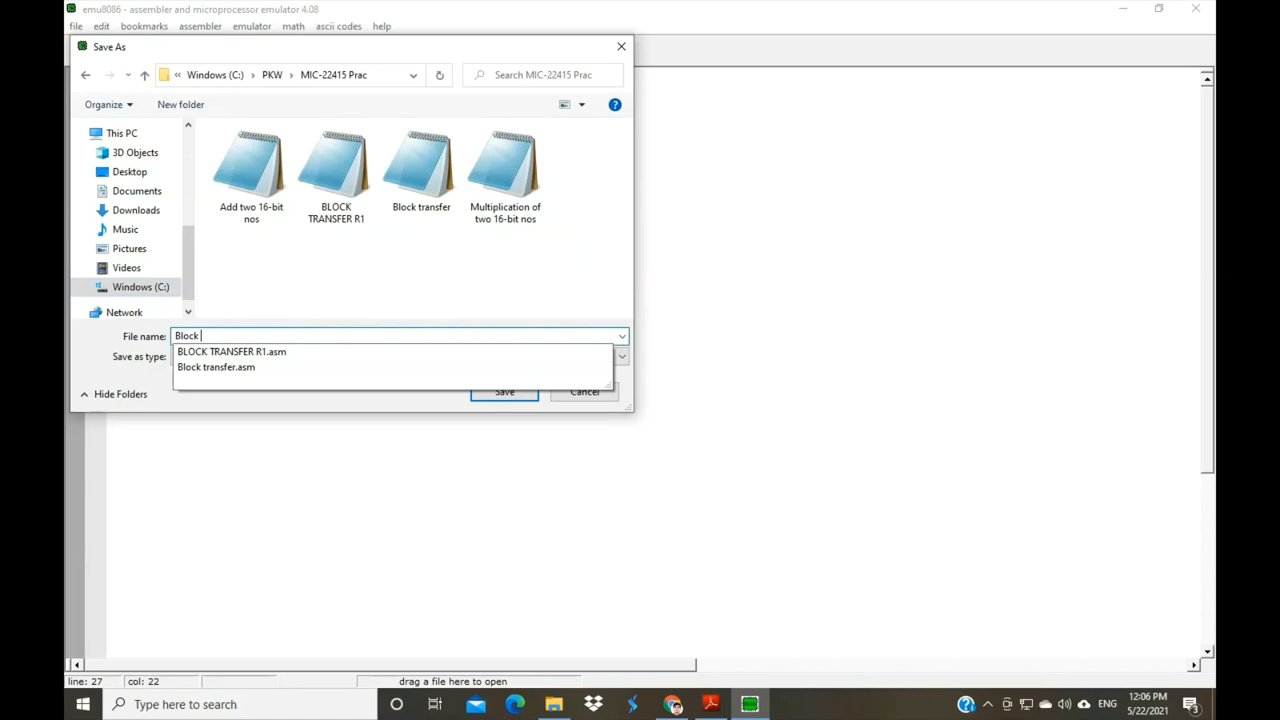 emu8086 - assembler and microprocessor emulator 4.08
file edit bookmarks assembler emulator math ascii codes help
Save As
« Windows (C:) › PKW › MIC-22415 Prac
Search MIC-22415 Prac
Organize
New folder
This PC
3D Objects
Desktop
Documents
Downloads
Music
Pictures
Videos
Windows (C:)
Network
Add two 16-bit
nos
BLOCK
TRANSFER R1
Block transfer
Multiplication of
two 16-bit nos
File name: Block
Save as type:
BLOCK TRANSFER R1.asm
Block transfer.asm
Hide Folders
Save
Cancel
line: 27
col: 22
drag a file here to open
Type here to search
ENG
12:06 PM
5/22/2021
3